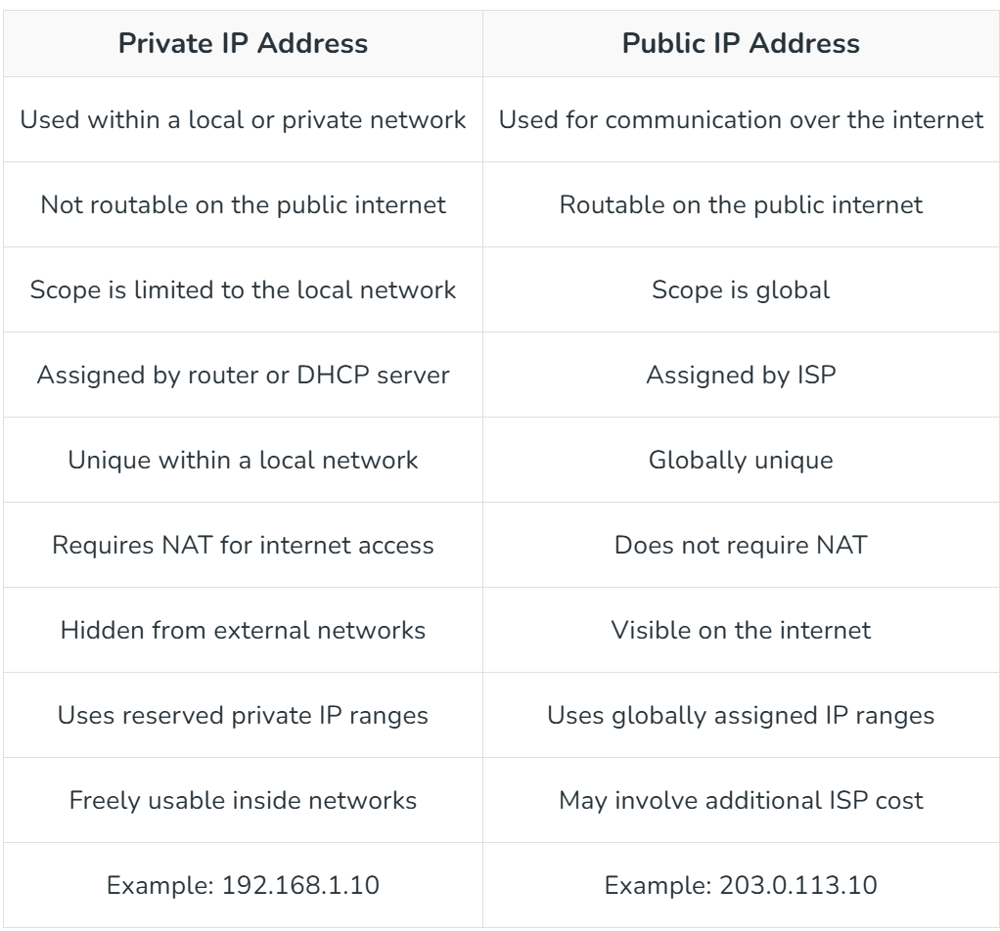 Private IP Address Public IP Address
Used within a local or private network Used for communication over the internet
Not routable on the public internet Routable on the public internet
Scope is limited to the local network Scope is global
Assigned by router or DHCP server Assigned by ISP
Unique within a local network Globally unique
Requires NAT for internet access Does not require NAT
Hidden from external networks Visible on the internet
Uses reserved private IP ranges Uses globally assigned IP ranges
Freely usable inside networks May involve additional ISP cost
Example: 192.168.1.10 Example: 203.0.113.10